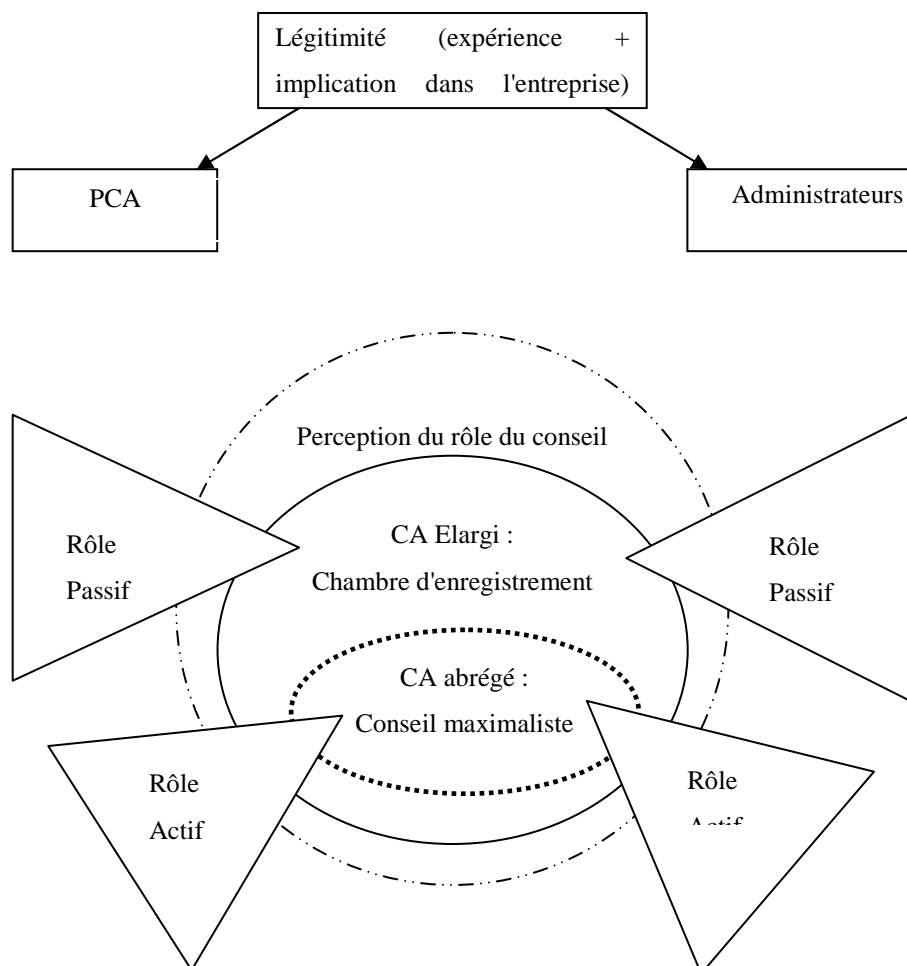 Légitimité (expérience +
implication dans l'entreprise)
PCA
Administrateurs
Perception du rôle du conseil
CA Elargi :
Chambre d'enregistrement
Rôle
Passif
Rôle
Passif
CA abrégé :
Conseil maximaliste
Rôle
Actif
Rôle